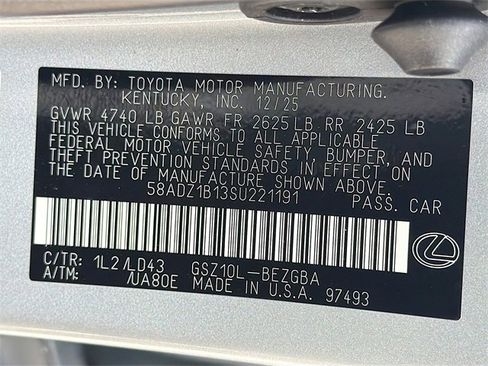 MFD. BY: TOYOTA MOTOR MANUFACTURING.
KENTUCKY, INC. 12/25
GVWR 4740 LB GAWR FR 2625 LB RR 2425 LB
THIS VEHICLE CONFORMS TO ALL APPLICABLE
FEDERAL MOTOR VEHICLE SAFETY, BUMPER, AND
THEFT PREVENTION STANDARDS IN EFFECT ON
THE DATE OF MANUFACTURE SHOWN ABOVE.
58ADZ1B13SU221191 PASS. CAR
C/TR: 1L2/LD43 GSZ10L-BEZGBA
A/TM: /UA80E MADE IN U.S.A. 97493